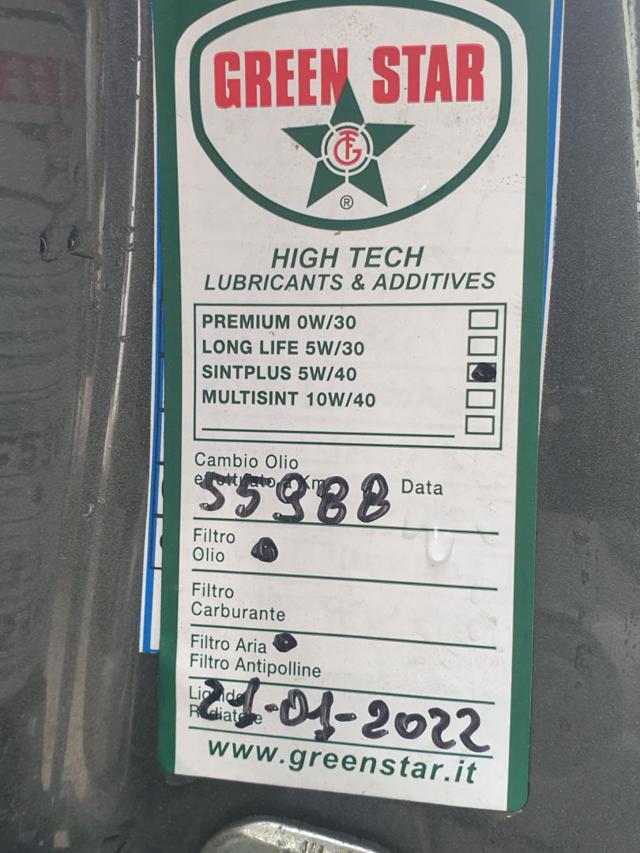 GREEN STAR
TFG
®
HIGH TECH
LUBRICANTS & ADDITIVES
PREMIUM 0W/30
LONG LIFE 5W/30
SINTPLUS 5W/40
MULTISINT 10W/40
Cambio Olio
effettuato a Km Data
55988
Filtro
Olio
Filtro
Carburante
Filtro Aria
Filtro Antipolline
Liquido
Radiatore
21-01-2022
www.greenstar.it